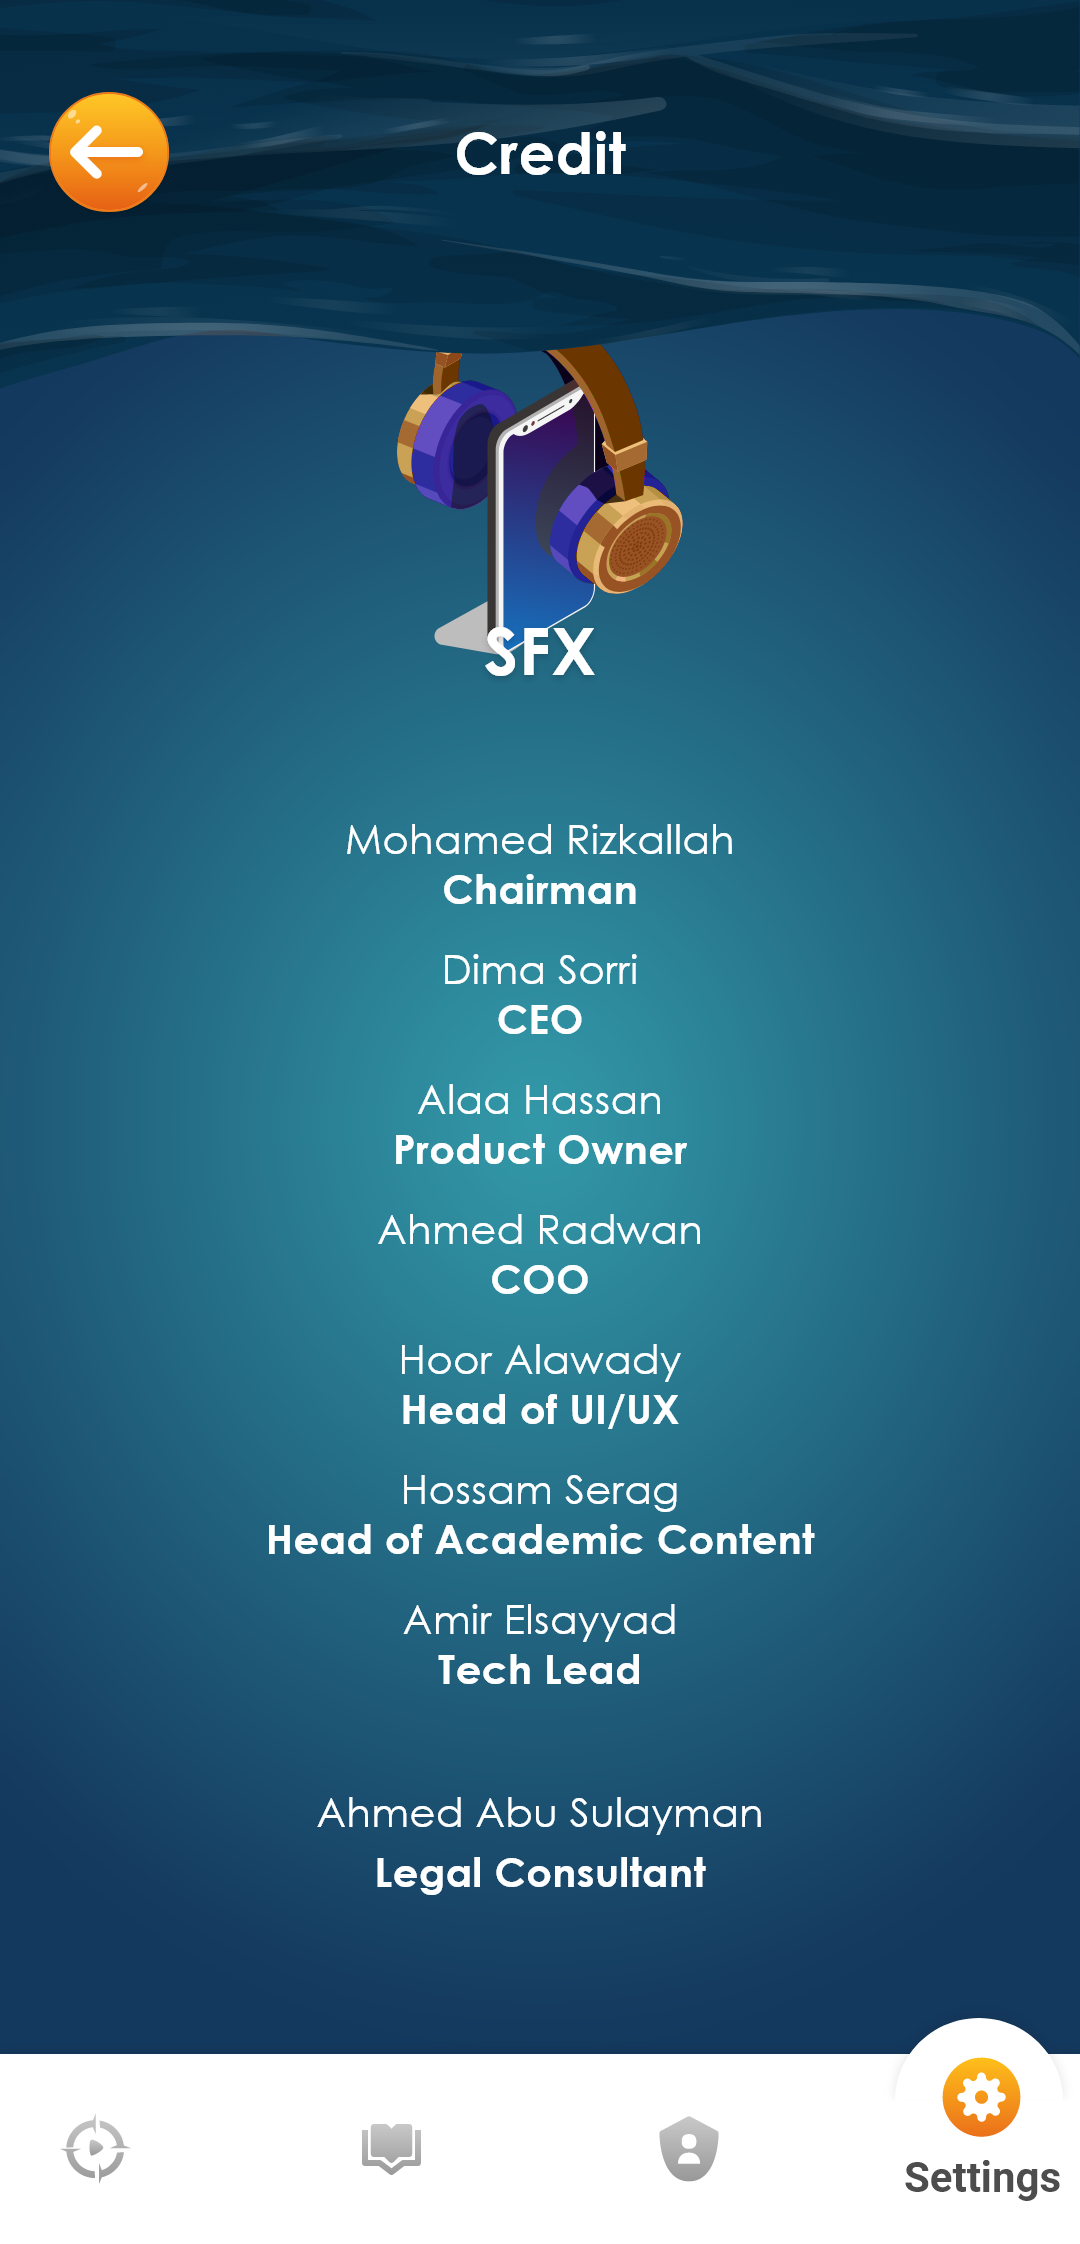 Credit
SFX
Mohamed Rizkallah
Chairman
Dima Sorri
CEO
Alaa Hassan
Product Owner
Ahmed Radwan
COO
Hoor Alawady
Head of UI/UX
Hossam Serag
Head of Academic Content
Amir Elsayyad
Tech Lead
Ahmed Abu Sulayman
Legal Consultant
Settings